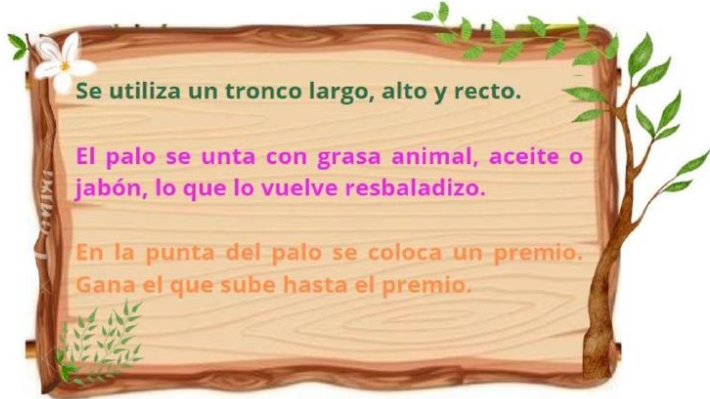 Se utiliza un tronco largo, alto y recto.
El palo se unta con grasa animal, aceite o
jabón, lo que lo vuelve resbaladizo.
En la punta del palo se coloca un premio.
Gana el que sube hasta el premio.